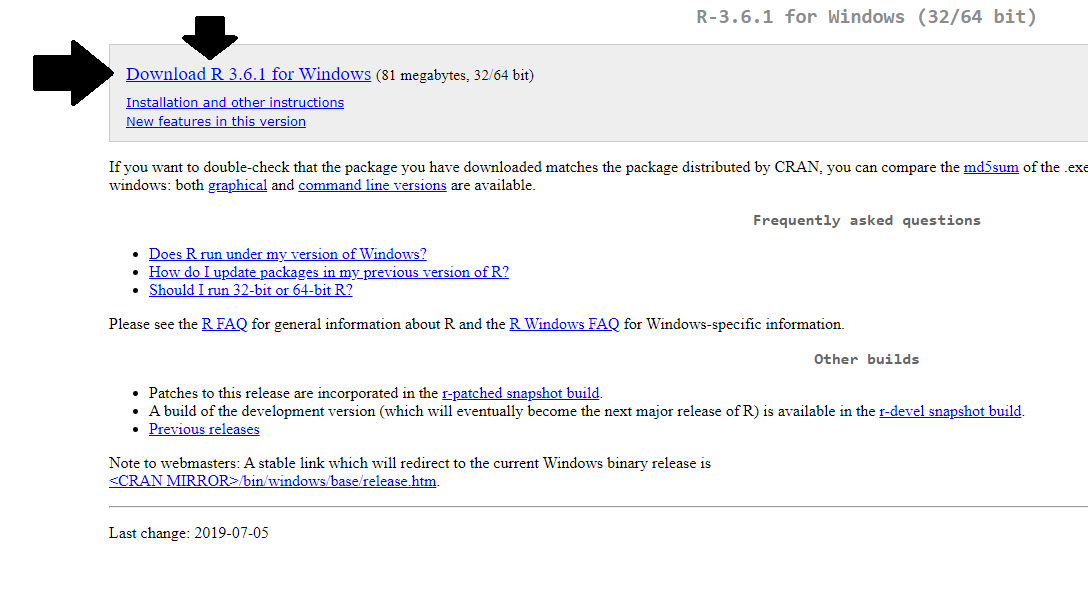 R-3.6.1 for Windows (32/64 bit)
Download R 3.6.1 for Windows (81 megabytes, 32/64 bit)
Installation and other instructions
New features in this version
If you want to double-check that the package you have downloaded matches the package distributed by CRAN, you can compare the md5sum of the .exe
windows: both graphical and command line versions are available.
Frequently asked questions
Does R run under my version of Windows?
How do I update packages in my previous version of R?
Should I run 32-bit or 64-bit R?
Please see the R FAQ for general information about R and the R Windows FAQ for Windows-specific information.
Other builds
Patches to this release are incorporated in the r-patched snapshot build.
A build of the development version (which will eventually become the next major release of R) is available in the r-devel snapshot build.
Previous releases
Note to webmasters: A stable link which will redirect to the current Windows binary release is
<CRAN MIRROR>/bin/windows/base/release.htm.
Last change: 2019-07-05